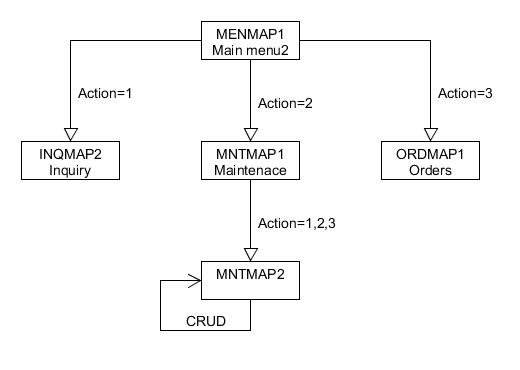 MENMAP1
Main menu2
Action=1
Action=2
Action=3
INQMAP2
Inquiry
MNTMAP1
Maintenace
ORDMAP1
Orders
Action=1,2,3
MNTMAP2
CRUD